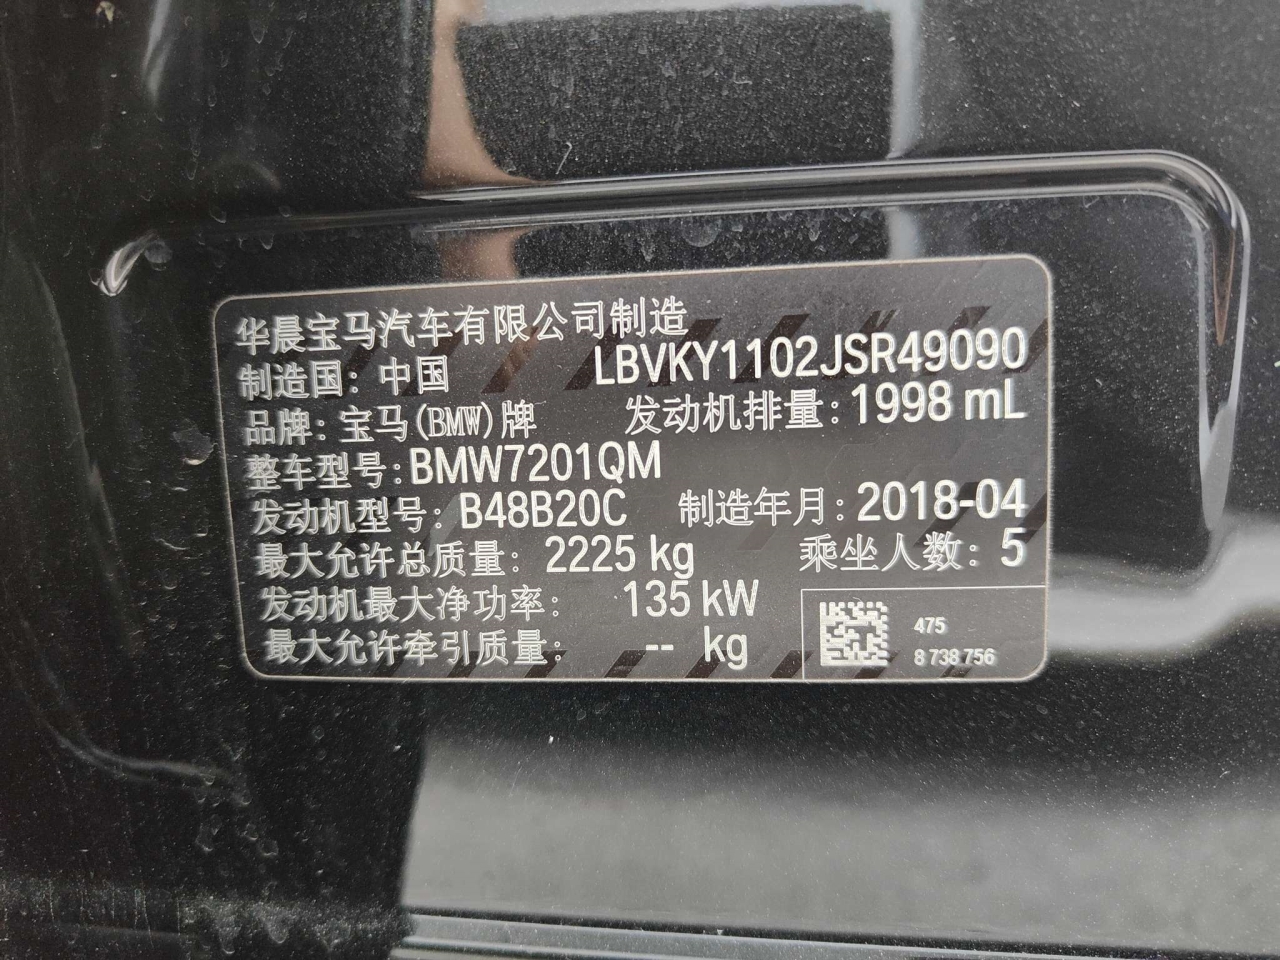 华晨宝马汽车有限公司制造
制造国: 中国 LBVKY1102JSR49090
品牌: 宝马(BMW)牌 发动机排量: 1998 mL
整车型号: BMW7201QM
发动机型号: B48B20C 制造年月: 2018-04
最大允许总质量: 2225 kg 乘坐人数: 5
发动机最大净功率: 135 kW
最大允许牵引质量: -- kg
475
8 738 756